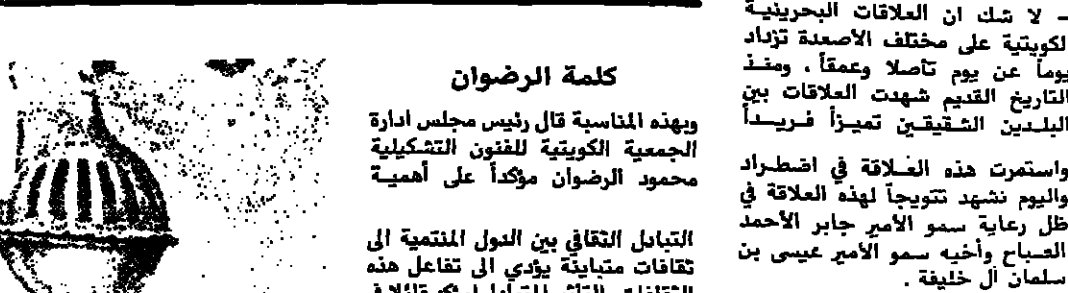 – لا شك ان العلاقات البحرينية
لكويتية على مختلف الأصعدة تزداد
يوماً عن يوم تأصلا وعمقاً . ومنذ
التاريخ القديم شهدت العلاقات بين
البلدين الشقيقين تميزاً فريداً
واستمرت هذه العلاقة في اضطراد
واليوم نشهد تتويجاً لهذه العلاقة في
ظل رعاية سمو الأمير جابر الأحمد
الصباح وأخيه سمو الأمير عيسى بن
سلمان آل خليفة .
كلمة الرضوان
وبهذه المناسبة قال رئيس مجلس ادارة
الجمعية الكويتية للفنون التشكيلية
محمود الرضوان مؤكداً على أهمية
التبادل الثقافي بين الدول المنتمية الى
ثقافات متباينة يؤدي الى تفاعل هذه